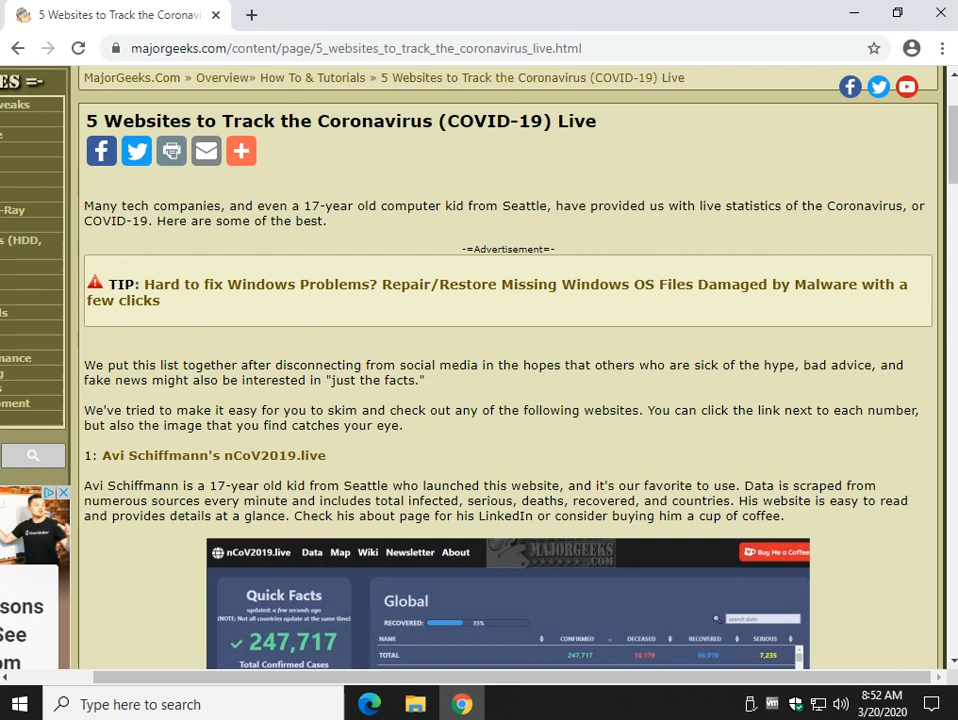 5 Websites to Track the Coronavi
majorgeeks.com/content/page/5_websites_to_track_the_coronavirus_live.html
ES =-
weaks
e
-Ray
s (HDD,
ls
nance
g
s
oment
MajorGeeks.Com » Overview» How To & Tutorials » 5 Websites to Track the Coronavirus (COVID-19) Live
5 Websites to Track the Coronavirus (COVID-19) Live
Many tech companies, and even a 17-year old computer kid from Seattle, have provided us with live statistics of the Coronavirus, or
COVID-19. Here are some of the best.
-=Advertisement=-
TIP: Hard to fix Windows Problems? Repair/Restore Missing Windows OS Files Damaged by Malware with a
few clicks
We put this list together after disconnecting from social media in the hopes that others who are sick of the hype, bad advice, and
fake news might also be interested in "just the facts."
We've tried to make it easy for you to skim and check out any of the following websites. You can click the link next to each number,
but also the image that you find catches your eye.
1: Avi Schiffmann's nCoV2019.live
Avi Schiffmann is a 17-year old kid from Seattle who launched this website, and it's our favorite to use. Data is scraped from
numerous sources every minute and includes total infected, serious, deaths, recovered, and countries. His website is easy to read
and provides details at a glance. Check his about page for his LinkedIn or consider buying him a cup of coffee.
nCoV2019.live Data Map Wiki Newsletter About
MAJORGEEKS
.COM
Buy Me a Coffee
Quick Facts
updated: a few seconds ago
(NOTE: Not all countries update at the same time)
247,717
Total Confirmed Cases
Global
RECOVERED: 35%
search data
NAME CONFIRMED DECEASED RECOVERED SERIOUS
TOTAL 247,717 10,179 86,079 7,235
sons
See
om
Type here to search
vm
8:52 AM
3/20/2020